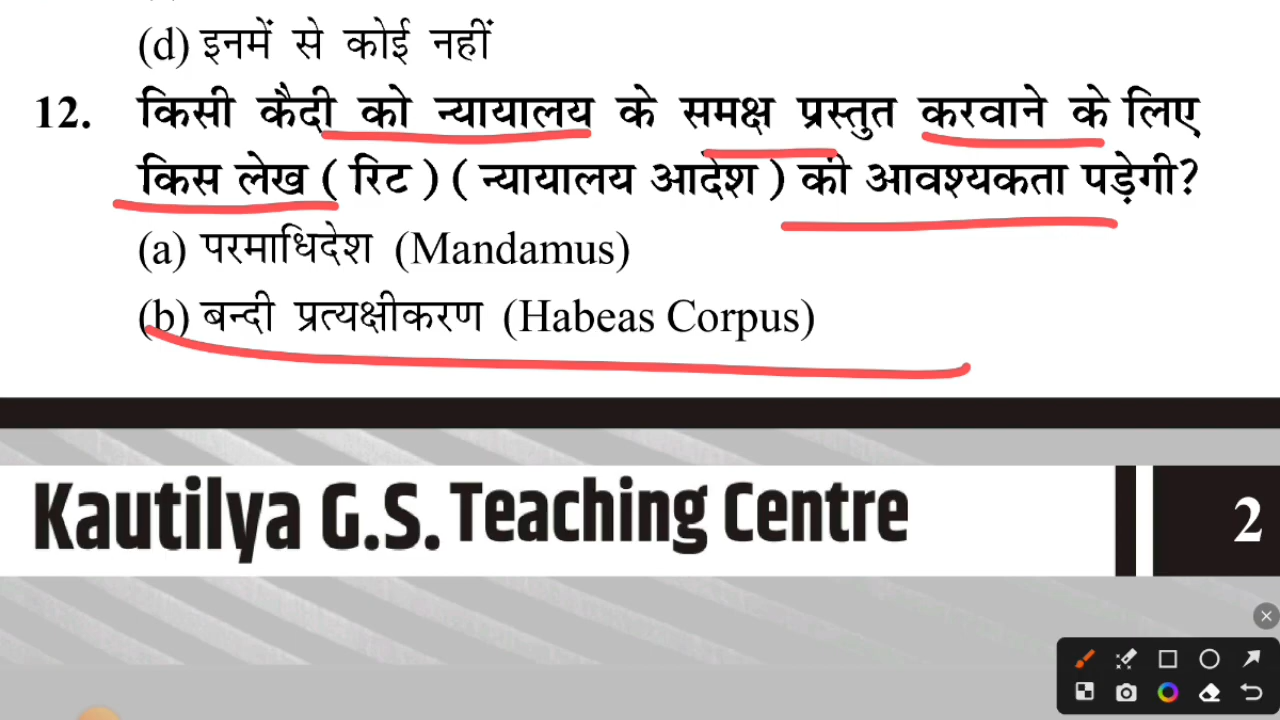 (d) इनमें से कोई नहीं
12. किसी कैदी को न्यायालय के समक्ष प्रस्तुत करवाने के लिए
किस लेख ( रिट ) ( न्यायालय आदेश ) की आवश्यकता पड़ेगी?
(a) परमाधिदेश (Mandamus)
(b) बन्दी प्रत्यक्षीकरण (Habeas Corpus)
Kautilya G.S. Teaching Centre
2